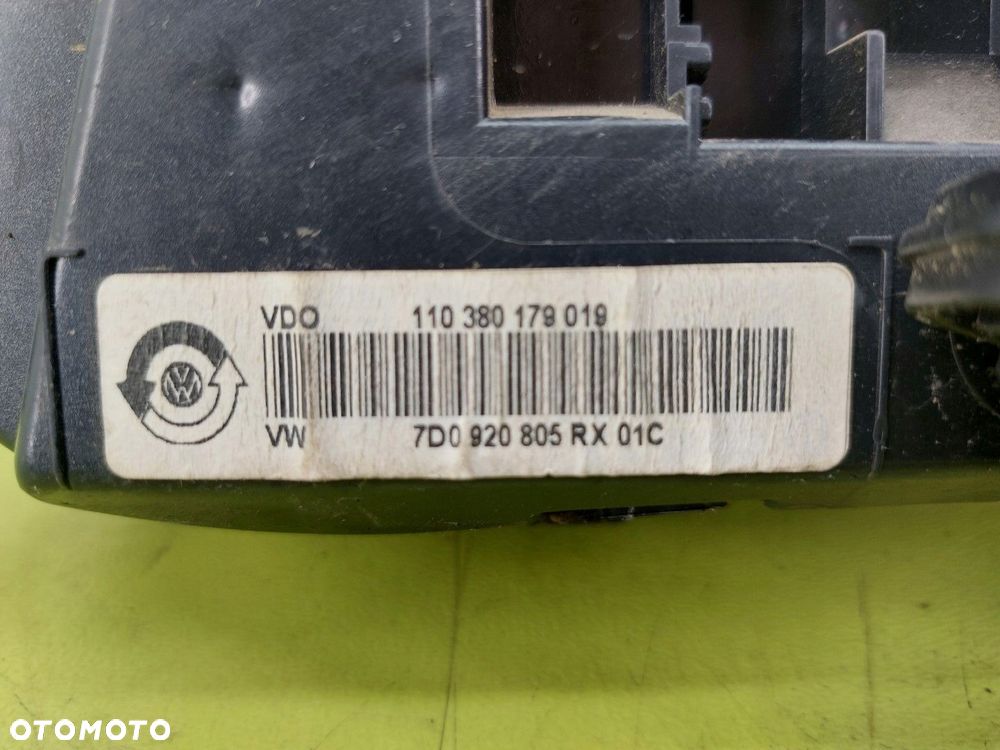 VDO 110 380 179 019
VW 7D0 920 805 RX 01C
OTOMOTO